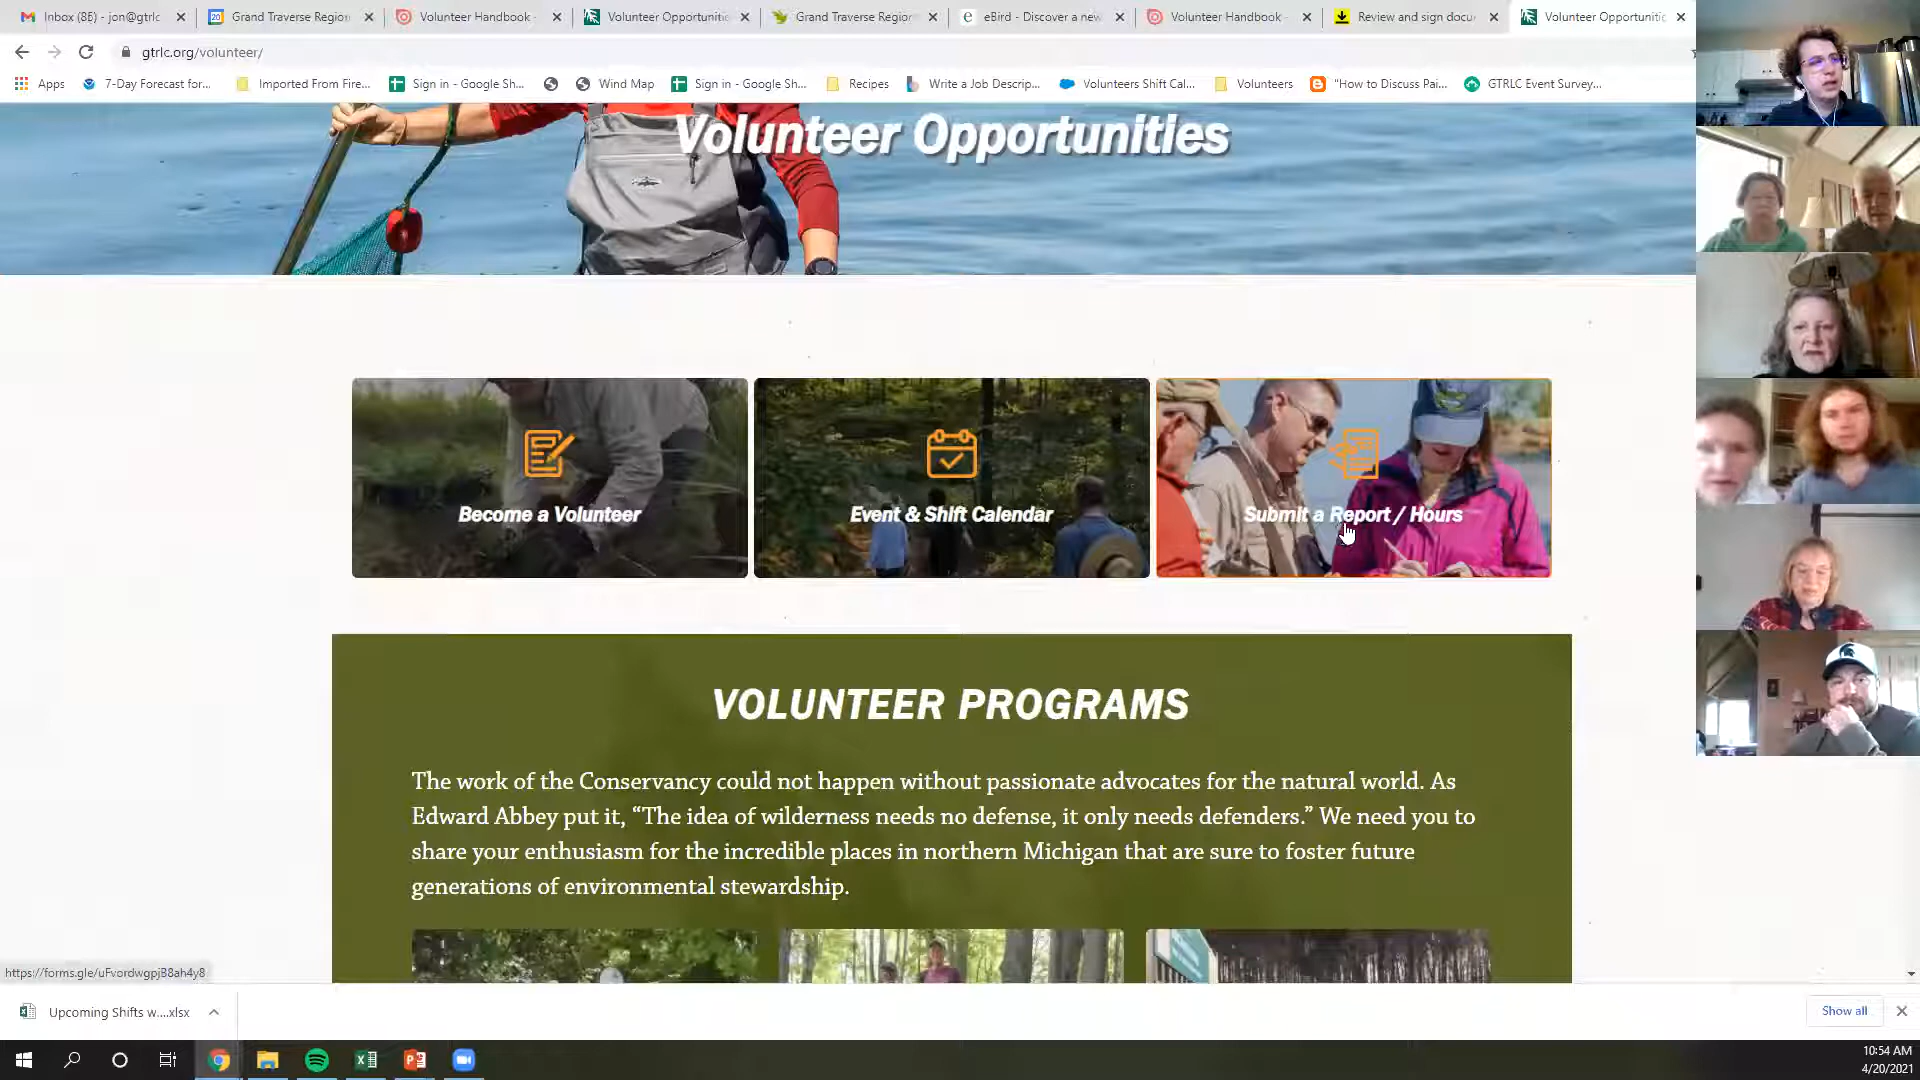 Inbox (85) - jon@gtrlc
Grand Traverse Region
Volunteer Handbook -
Volunteer Opportuniti
Grand Traverse Region
eBird - Discover a new
Volunteer Handbook -
Review and sign docu
Volunteer Opportunitie
gtrlc.org/volunteer/
Apps
7-Day Forecast for...
Imported From Fire...
Sign in - Google Sh...
Wind Map
Sign in - Google Sh...
Recipes
Write a Job Descrip...
Volunteers Shift Cal...
Volunteers
"How to Discuss Pai...
GTRLC Event Survey...
Volunteer Opportunities
Become a Volunteer
Event & Shift Calendar
Submit a Report / Hours
VOLUNTEER PROGRAMS
The work of the Conservancy could not happen without passionate advocates for the natural world. As
Edward Abbey put it, “The idea of wilderness needs no defense, it only needs defenders.” We need you to
share your enthusiasm for the incredible places in northern Michigan that are sure to foster future
generations of environmental stewardship.
https://forms.gle/uFvordwgpjB8ah4y8
Upcoming Shifts w....xlsx
Show all
10:54 AM
4/20/2021